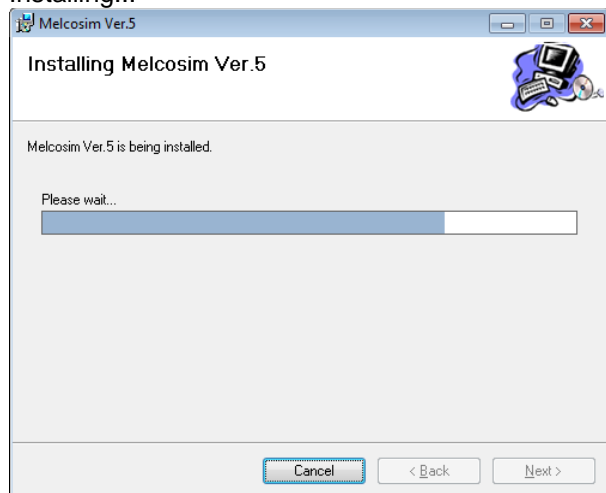 Installing...
Melcosim Ver.5
Installing Melcosim Ver.5
Melcosim Ver.5 is being installed.
Please wait...
Cancel
< Back
Next >